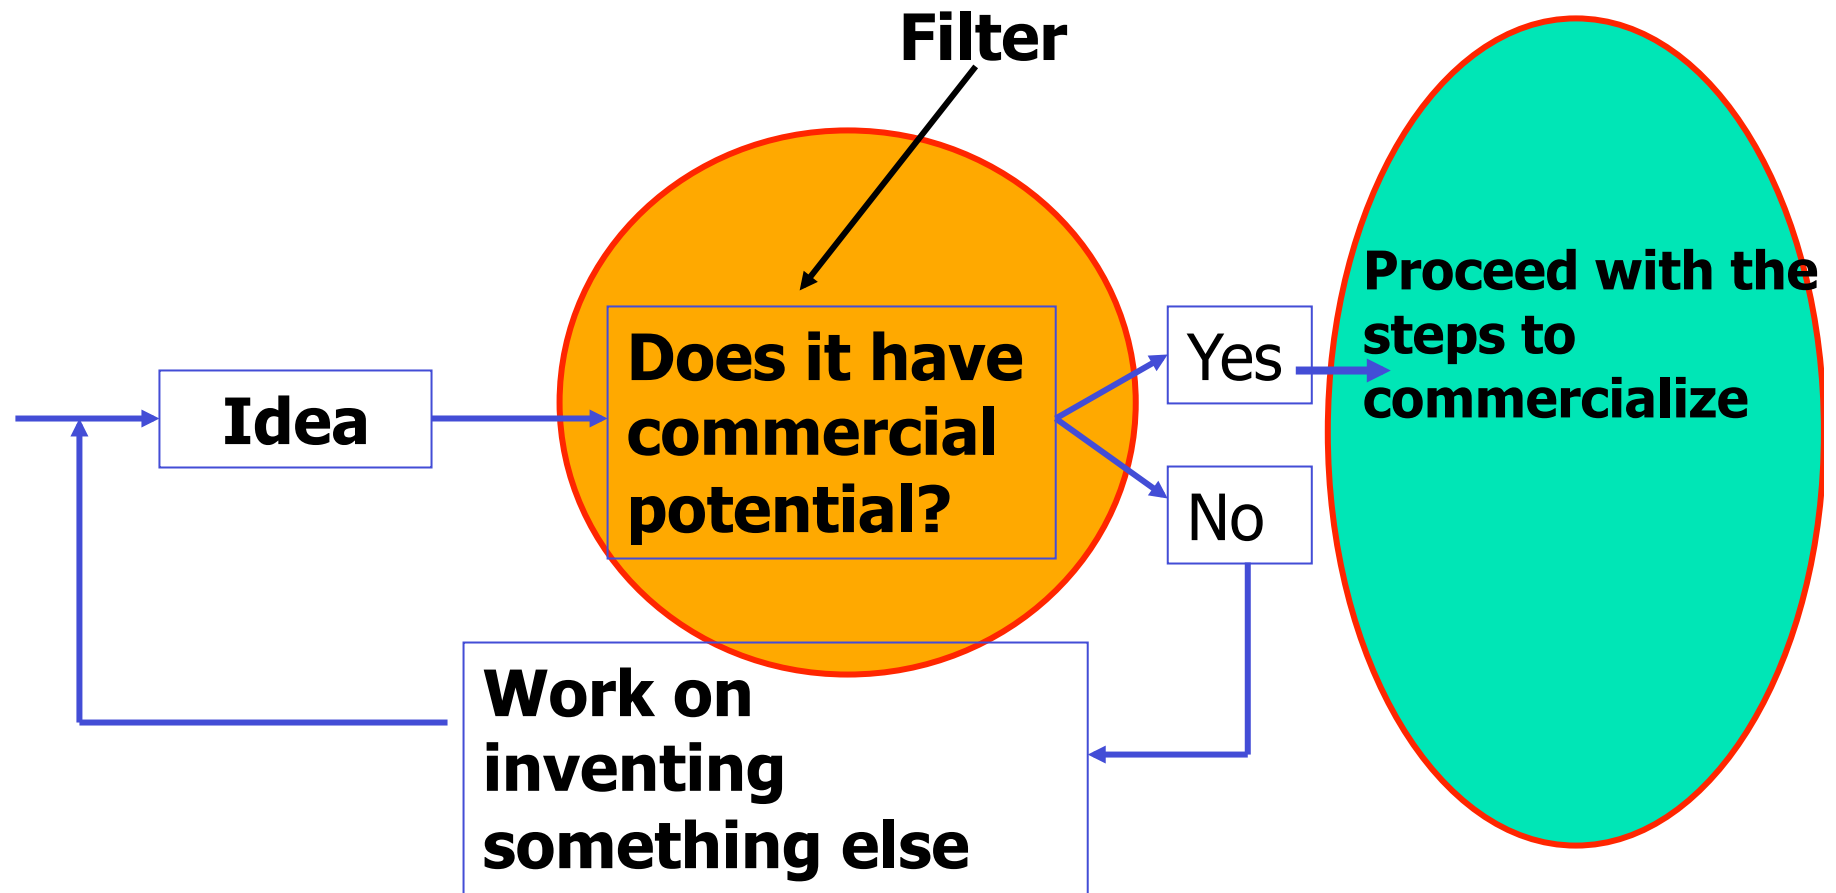 Filter
Idea
Does it have
commercial
potential?
Yes
No
Proceed with the
steps to
commercialize
Work on
inventing
something else